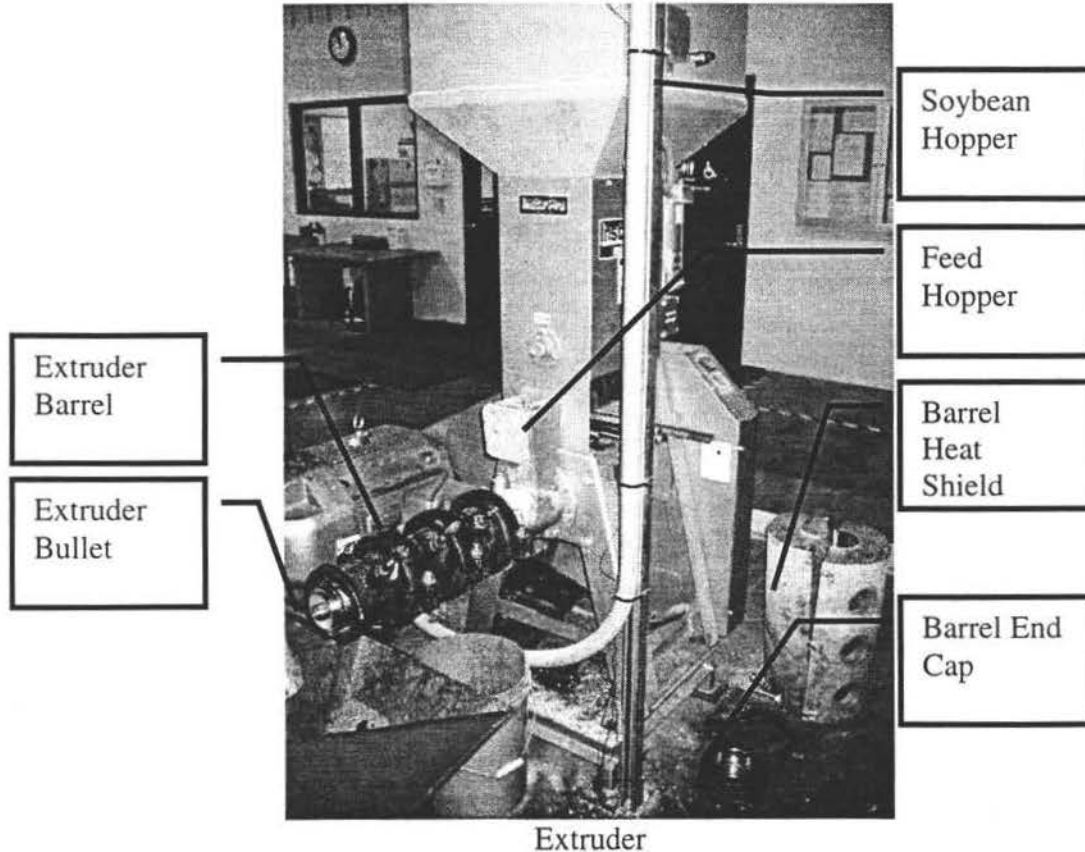 Soybean
Hopper
Feed
Hopper
Extruder
Barrel
Barrel
Heat
Shield
Extruder
Bullet
Barrel End
Cap
Extruder